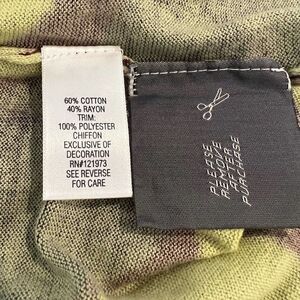 60% COTTON
40% RAYON
TRIM:
100% POLYESTER
CHIFFON
EXCLUSIVE OF
DECORATION
RN#121973
SEE REVERSE
FOR CARE
PLEASE
REMOVE
AFTER
PURCHASE